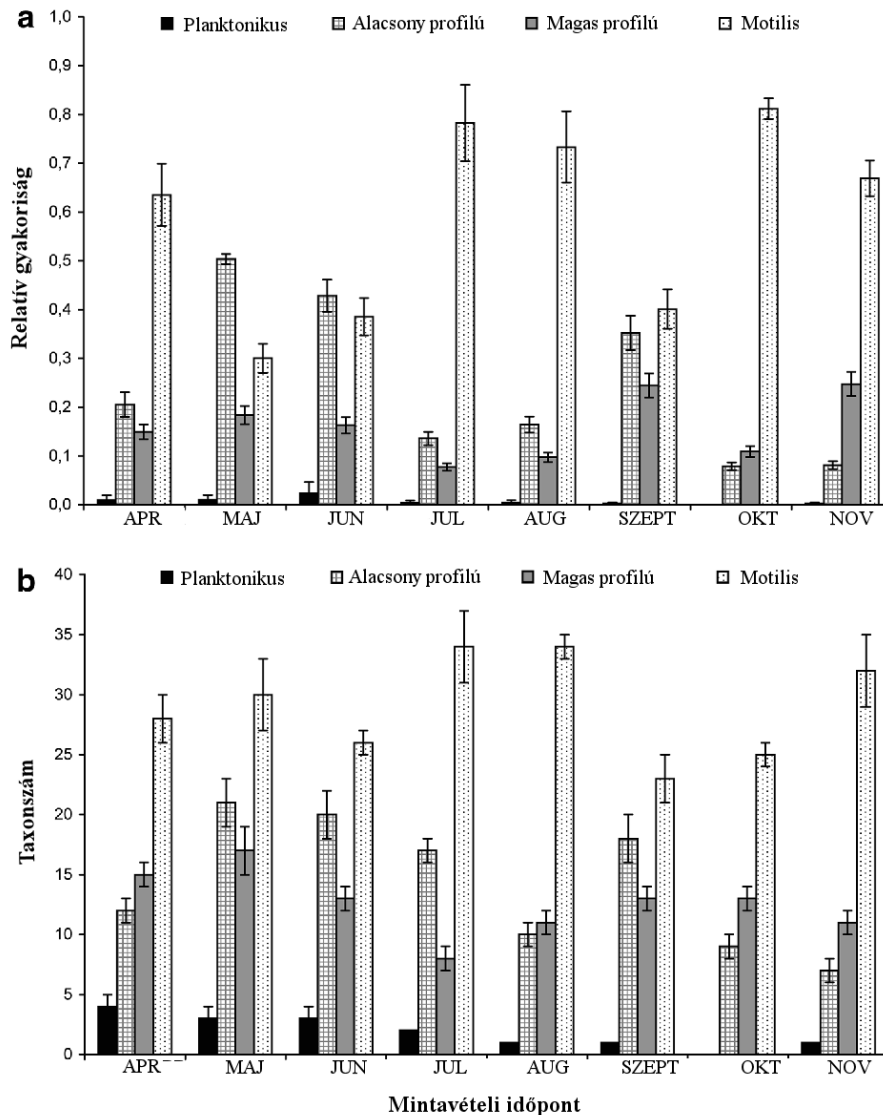 a
Planktonikus Alacsony profilú Magas profilú Motilis
Relatív gyakoriság
1,0
0,9
0,8
0,7
0,6
0,5
0,4
0,3
0,2
0,1
0,0
APR MAJ JUN JUL AUG SZEPT OKT NOV
b
Planktonikus Alacsony profilú Magas profilú Motilis
Taxonszám
40
35
30
25
20
15
10
5
0
APR MAJ JUN JUL AUG SZEPT OKT NOV
Mintavételi időpont